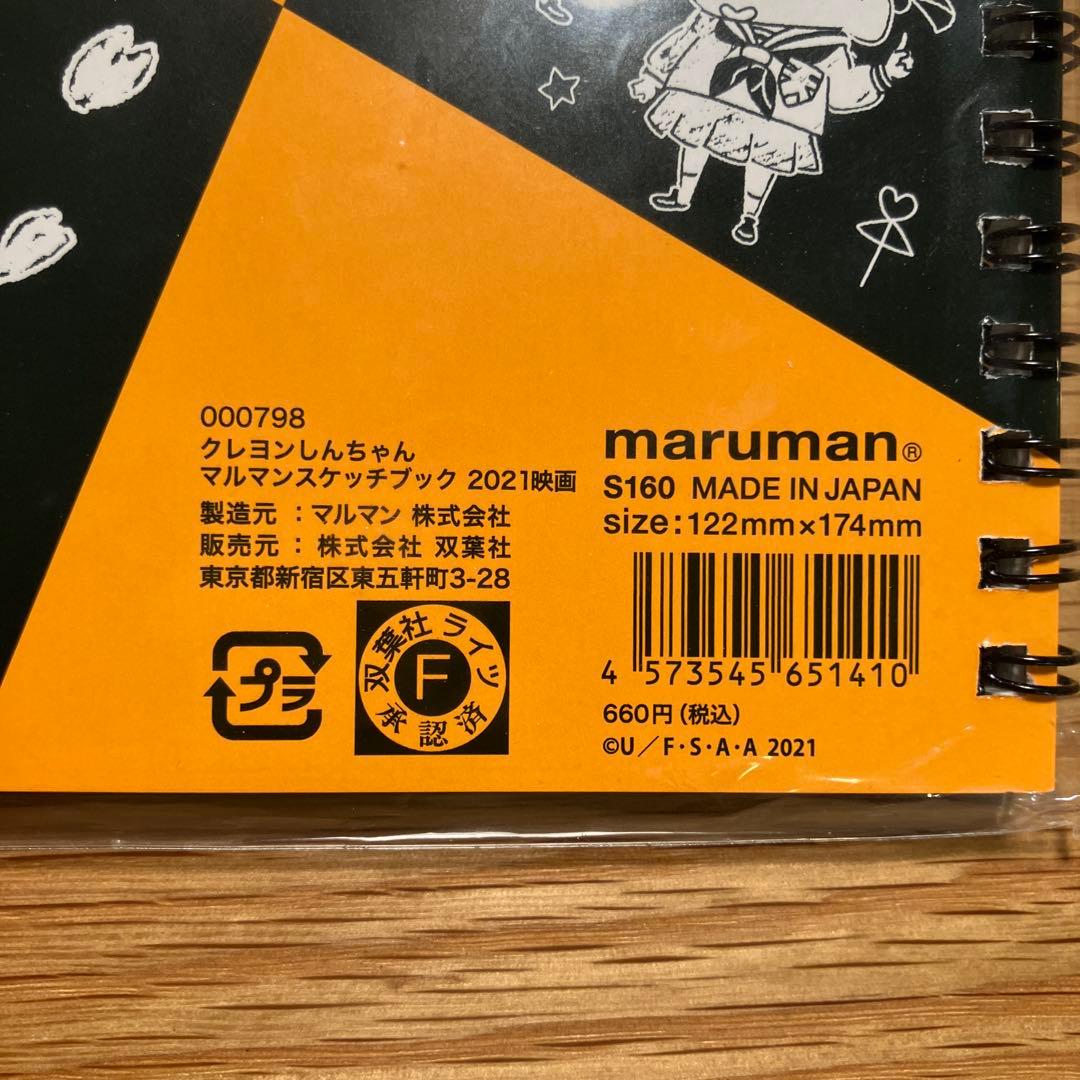 000798
クレヨンしんちゃん
マルマンスケッチブック 2021映画
製造元 : マルマン 株式会社
販売元 : 株式会社 双葉社
東京都新宿区東五軒町3-28
プラ
双葉社 ライツ
F
承認済
maruman®
S160 MADE IN JAPAN
size:122mm×174mm
4 573545 651410
660円(税込)
©U/F・S・A・A 2021